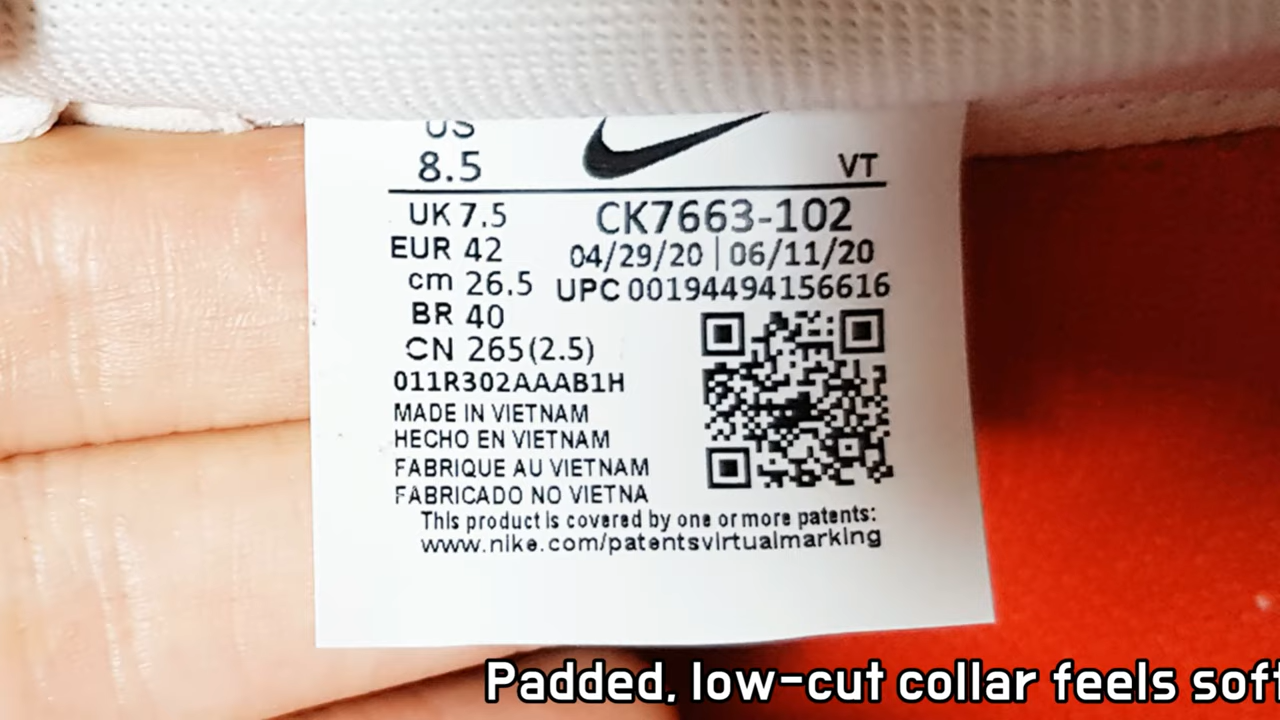 US
8.5
VT
UK 7.5
CK7663-102
EUR 42
04/29/20 | 06/11/20
cm 26.5
UPC 00194494156616
BR 40
CN 265(2.5)
011R302AAAB1H
MADE IN VIETNAM
HECHO EN VIETNAM
FABRIQUE AU VIETNAM
FABRICADO NO VIETNA
This product is covered by one or more patents:
www.nike.com/patentsvirtualmarking
Padded, low-cut collar feels soft